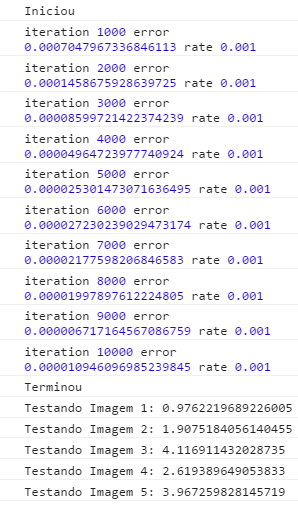 Iniciou
iteration 1000 error
0.0007047967336846113 rate 0.001
iteration 2000 error
0.0001458675928639725 rate 0.001
iteration 3000 error
0.00008599721422374239 rate 0.001
iteration 4000 error
0.00004964723977740924 rate 0.001
iteration 5000 error
0.000025301473071636495 rate 0.001
iteration 6000 error
0.000027230239029473174 rate 0.001
iteration 7000 error
0.00002177598206846583 rate 0.001
iteration 8000 error
0.00001997897612224805 rate 0.001
iteration 9000 error
0.000006717164567086759 rate 0.001
iteration 10000 error
0.000010946096985239845 rate 0.001
Terminou
Testando Imagem 1: 0.9762219689226005
Testando Imagem 2: 1.9075184056140455
Testando Imagem 3: 4.116911432028735
Testando Imagem 4: 2.619389649053833
Testando Imagem 5: 3.967259828145719